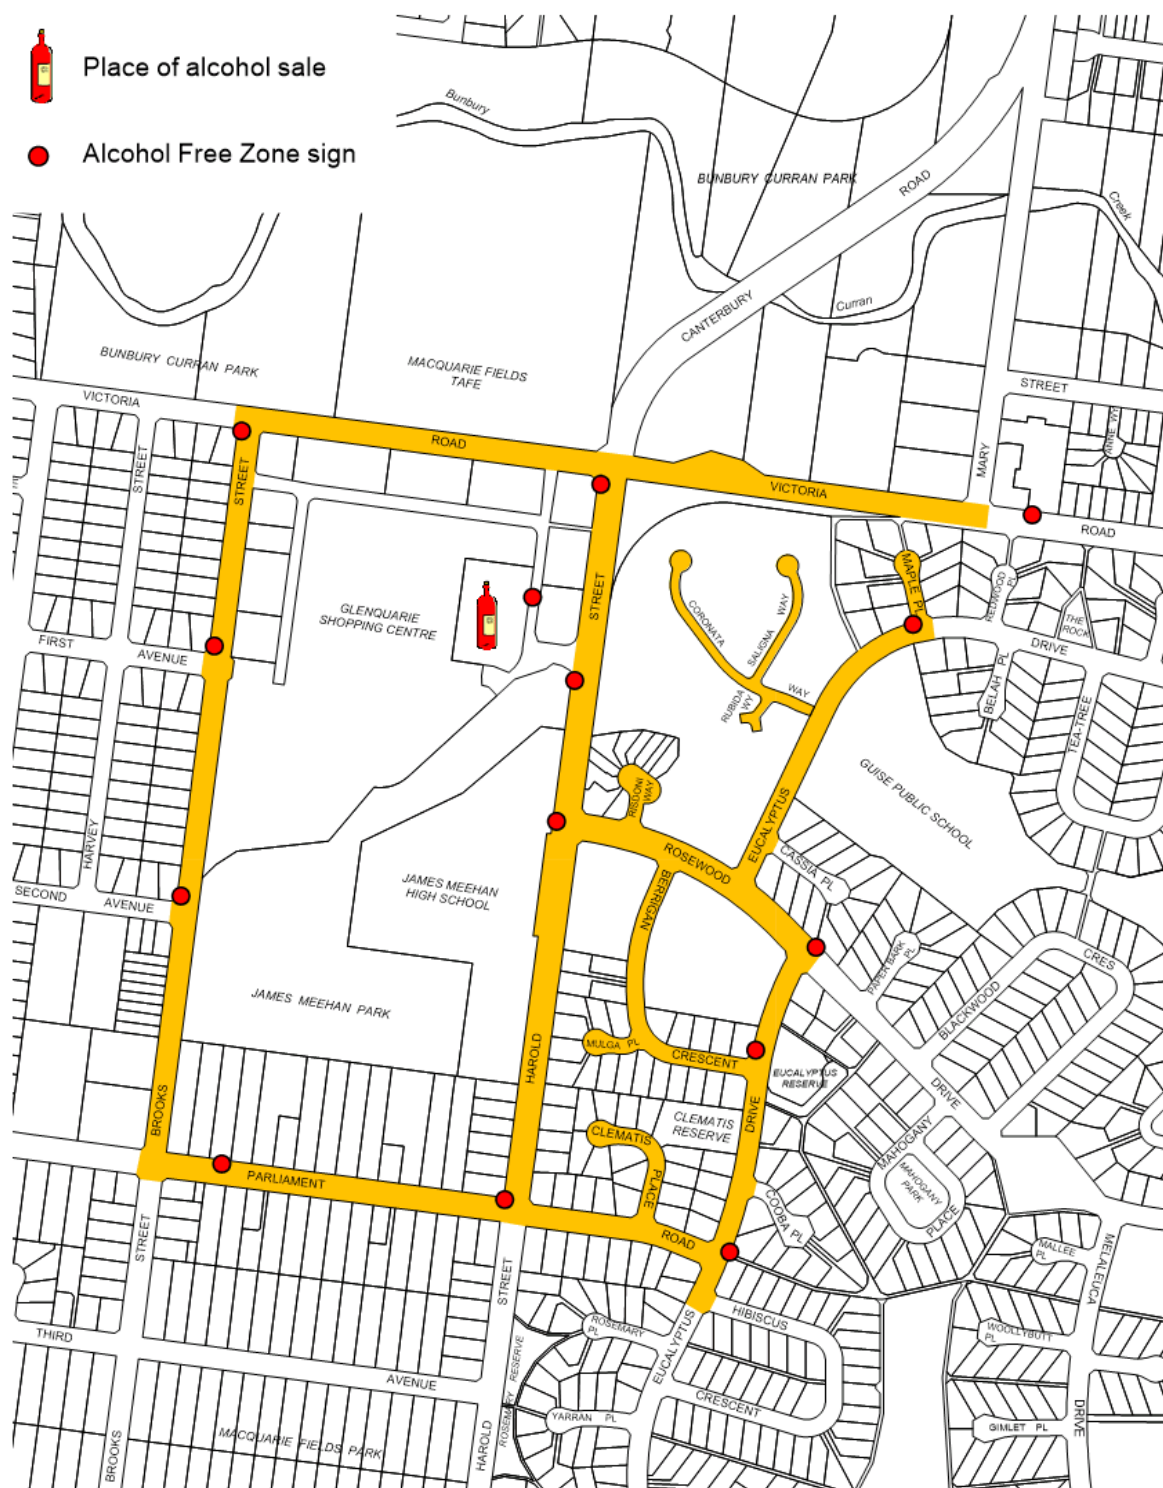 Place of alcohol sale
Alcohol Free Zone sign
Bunbury
BUNBURY CURRAN PARK
ROAD
Creek
Curran
CANTERBURY
BUNBURY CURRAN PARK
MACQUARIE FIELDS
TAFE
STREET
VICTORIA
ROAD
STREET
STREET
MARY
ANNE WY
VICTORIA
ROAD
STREET
GLENQUARIE
SHOPPING CENTRE
CORONATA
SALIGNA WAY
MAPLE PL
REDWOOD
PL
THE
ROCK
FIRST
AVENUE
DRIVE
BELAH PL
WAY
RUBIDA
WY
TEA-TREE
GUISE PUBLIC SCHOOL
RISDONI
WAY
EUCALYPTUS
HARVEY
ROSEWOOD
CASSIA PL
BERRIGAN
JAMES MEEHAN
HIGH SCHOOL
SECOND
AVENUE
PAPER BARK
PL
CRES
BLACKWOOD
JAMES MEEHAN PARK
MULGA PL
CRESCENT
HAROLD
EUCALYPTUS
RESERVE
DRIVE
BROOKS
DRIVE
CLEMATIS
RESERVE
CLEMATIS
MAHOGANY
MAHOGANY
PARK
PLACE
PARLIAMENT
PLACE
COOBA PL
ROAD
STREET
MALLEE
PL
MELALEUCA
STREET
HIBISCUS
ROSEMARY
PL
WOOLLYBUTT
PL
THIRD
EUCALYPTUS
AVENUE
ROSEMARY RESERVE
CRESCENT
YARRAN PL
GIMLET PL
DRIVE
MACQUARIE FIELDS PARK
BROOKS
HAROLD